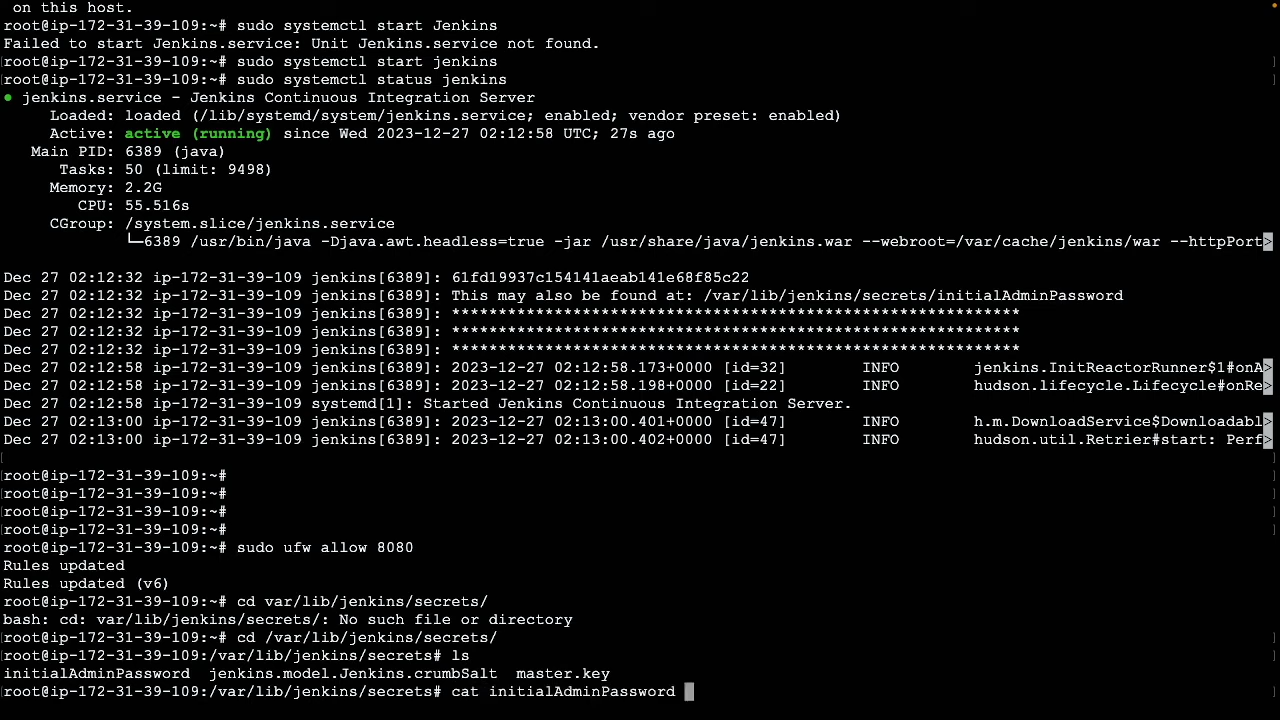 on this host.
root@ip-172-31-39-109:~# sudo systemctl start Jenkins
Failed to start Jenkins.service: Unit Jenkins.service not found.
root@ip-172-31-39-109:~# sudo systemctl start jenkins
root@ip-172-31-39-109:~# sudo systemctl status jenkins
● jenkins.service - Jenkins Continuous Integration Server
     Loaded: loaded (/lib/systemd/system/jenkins.service; enabled; vendor preset: enabled)
     Active: active (running) since Wed 2023-12-27 02:12:58 UTC; 27s ago
   Main PID: 6389 (java)
      Tasks: 50 (limit: 9498)
     Memory: 2.2G
        CPU: 55.516s
     CGroup: /system.slice/jenkins.service
             └─6389 /usr/bin/java -Djava.awt.headless=true -jar /usr/share/java/jenkins.war --webroot=/var/cache/jenkins/war --httpPort>
Dec 27 02:12:32 ip-172-31-39-109 jenkins[6389]: 61fd19937c154141aeab141e68f85c22
Dec 27 02:12:32 ip-172-31-39-109 jenkins[6389]: This may also be found at: /var/lib/jenkins/secrets/initialAdminPassword
Dec 27 02:12:32 ip-172-31-39-109 jenkins[6389]: *************************************************************
Dec 27 02:12:32 ip-172-31-39-109 jenkins[6389]: *************************************************************
Dec 27 02:12:32 ip-172-31-39-109 jenkins[6389]: *************************************************************
Dec 27 02:12:58 ip-172-31-39-109 jenkins[6389]: 2023-12-27 02:12:58.173+0000 [id=32]        INFO        jenkins.InitReactorRunner$1#onA>
Dec 27 02:12:58 ip-172-31-39-109 jenkins[6389]: 2023-12-27 02:12:58.198+0000 [id=22]        INFO        hudson.lifecycle.Lifecycle#onRe>
Dec 27 02:12:58 ip-172-31-39-109 systemd[1]: Started Jenkins Continuous Integration Server.
Dec 27 02:13:00 ip-172-31-39-109 jenkins[6389]: 2023-12-27 02:13:00.401+0000 [id=47]        INFO        h.m.DownloadService$Downloadabl>
Dec 27 02:13:00 ip-172-31-39-109 jenkins[6389]: 2023-12-27 02:13:00.402+0000 [id=47]        INFO        hudson.util.Retrier#start: Perf>
root@ip-172-31-39-109:~#
root@ip-172-31-39-109:~#
root@ip-172-31-39-109:~#
root@ip-172-31-39-109:~#
root@ip-172-31-39-109:~# sudo ufw allow 8080
Rules updated
Rules updated (v6)
root@ip-172-31-39-109:~# cd var/lib/jenkins/secrets/
bash: cd: var/lib/jenkins/secrets/: No such file or directory
root@ip-172-31-39-109:~# cd /var/lib/jenkins/secrets/
root@ip-172-31-39-109:/var/lib/jenkins/secrets# ls
initialAdminPassword  jenkins.model.Jenkins.crumbSalt  master.key
root@ip-172-31-39-109:/var/lib/jenkins/secrets# cat initialAdminPassword